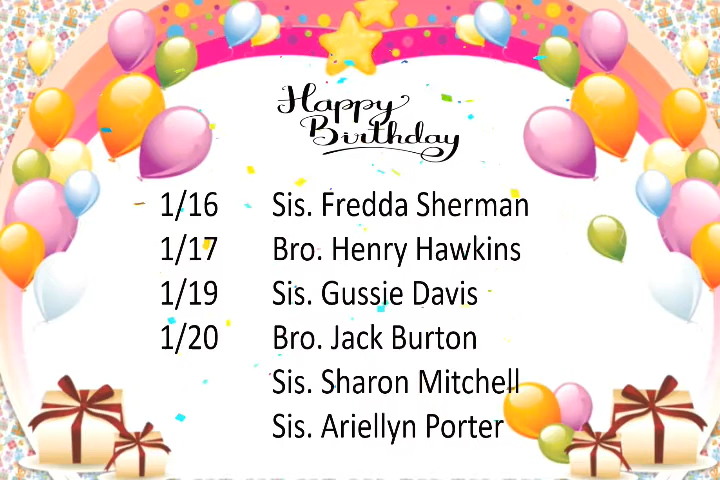 Happy
Birthday
1/16 Sis. Fredda Sherman
1/17 Bro. Henry Hawkins
1/19 Sis. Gussie Davis
1/20 Bro. Jack Burton
Sis. Sharon Mitchell
Sis. Ariellyn Porter